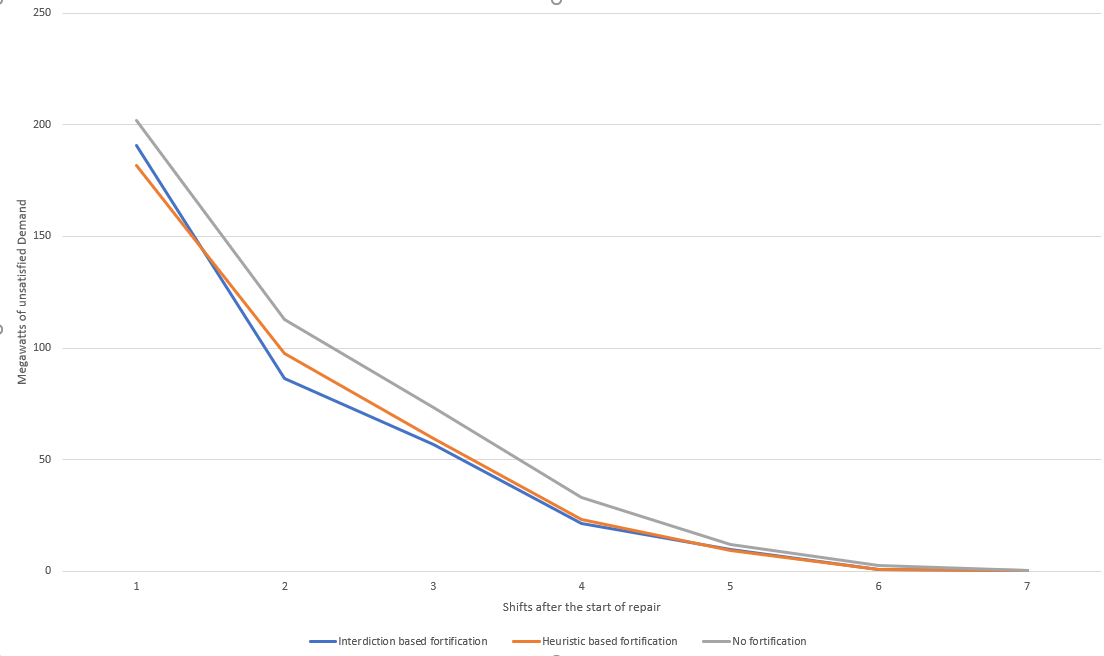 250
200
150
100
50
0
Megawatts of unsatisfied Demand
1 2 3 4 5 6 7
Shifts after the start of repair
Interdiction based fortification Heuristic based fortification No fortification